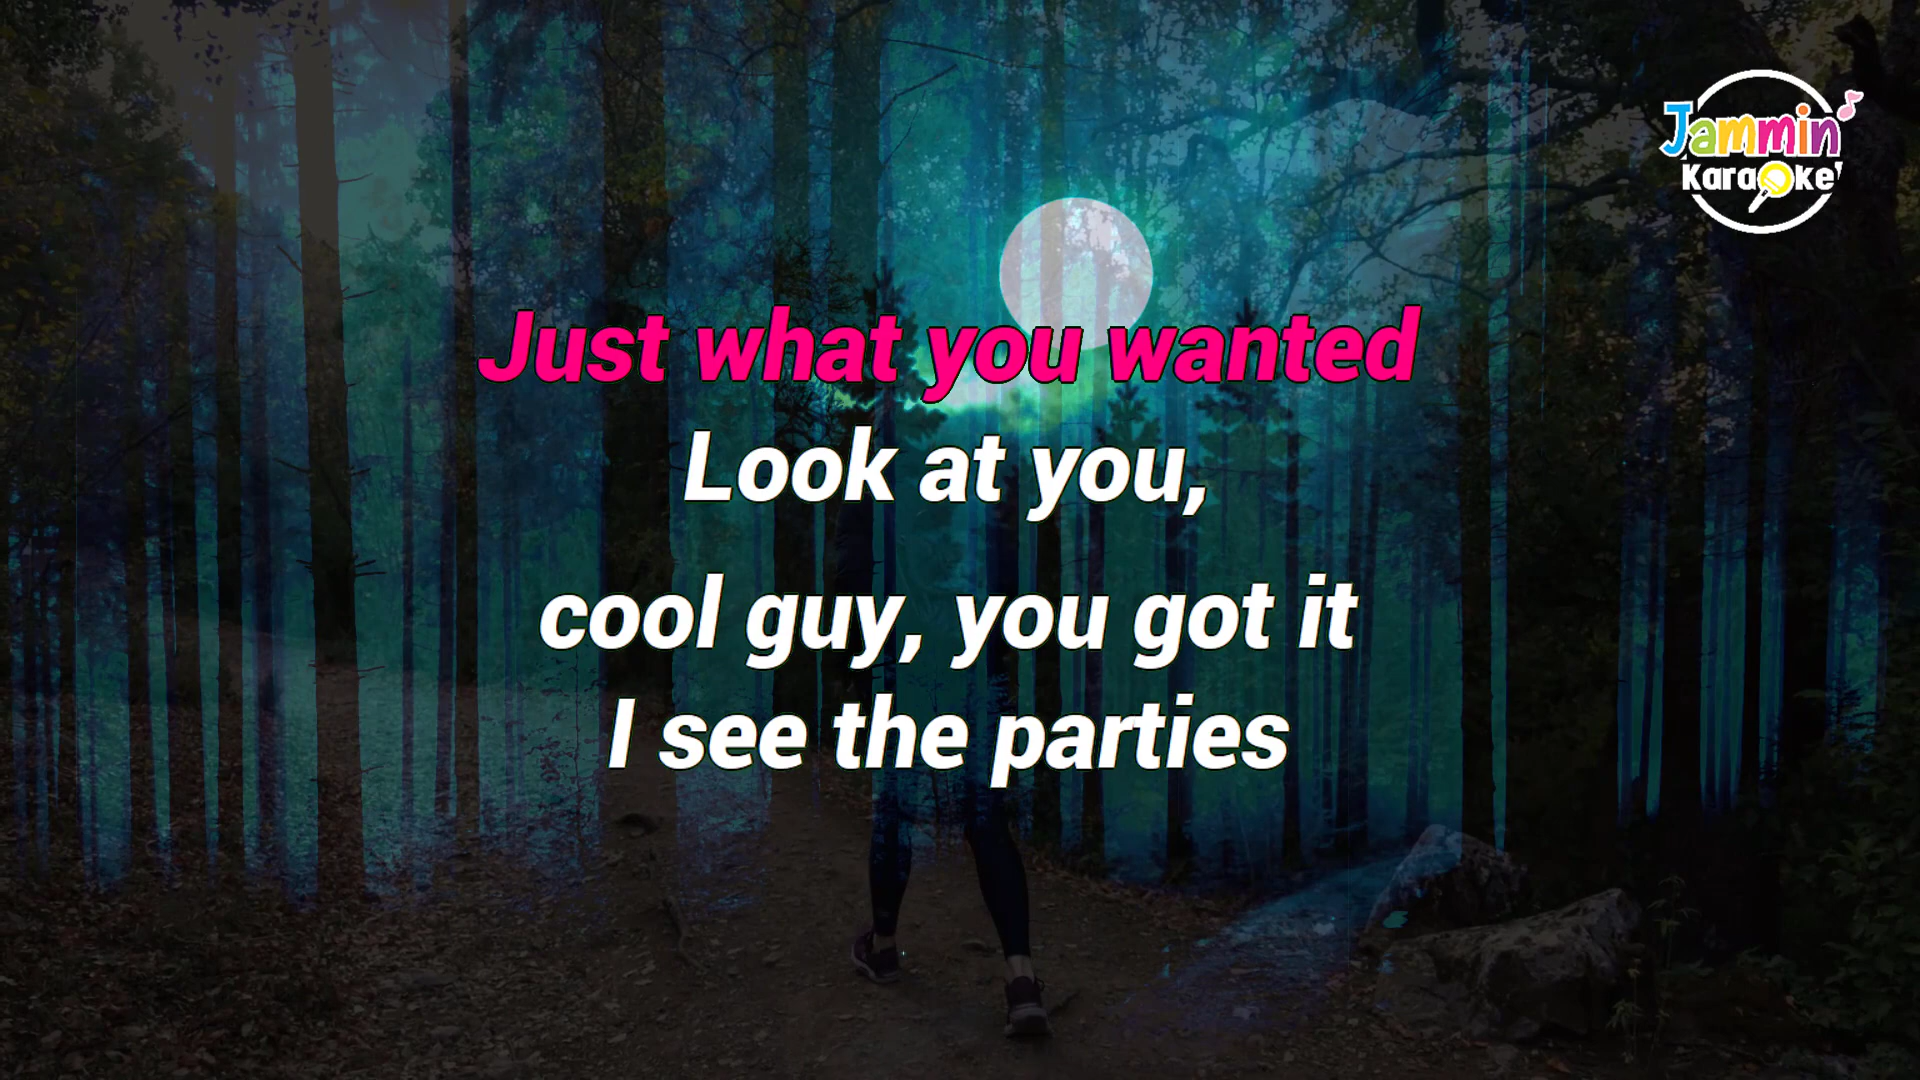 Jammin'
Karaoke
Just what you wanted
Look at you,
cool guy, you got it
I see the parties